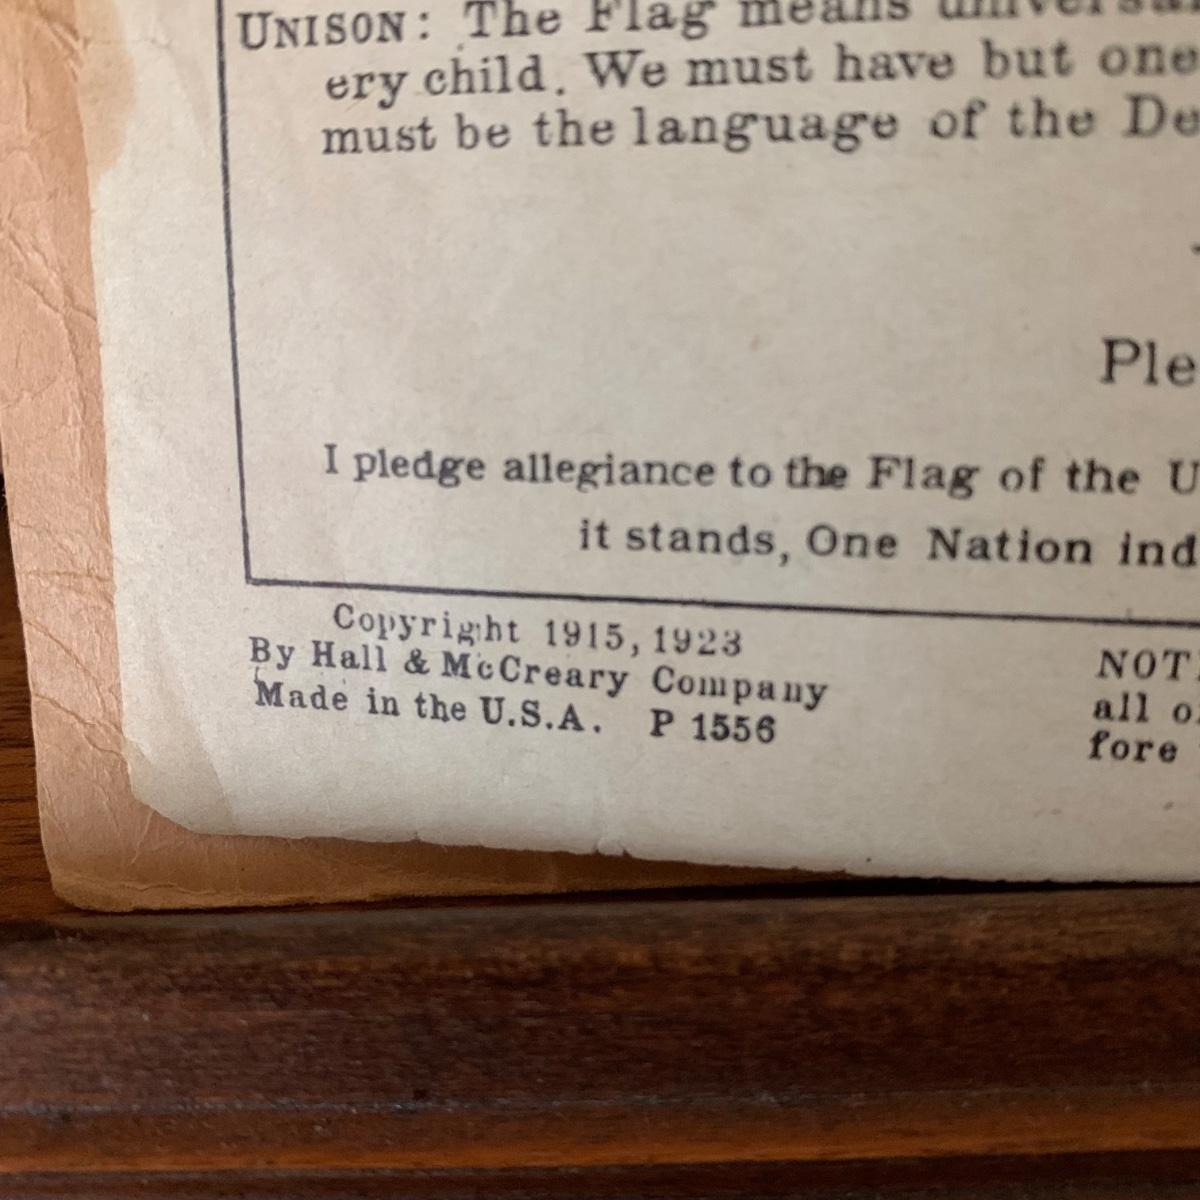 UNISON: The Flag means
ery child. We must have but one
must be the language of the De
Ple
I pledge allegiance to the Flag of the U
it stands, One Nation ind
Copyright 1915, 1923
By Hall & McCreary Company
Made in the U.S.A. P 1556
NOT
all o
fore